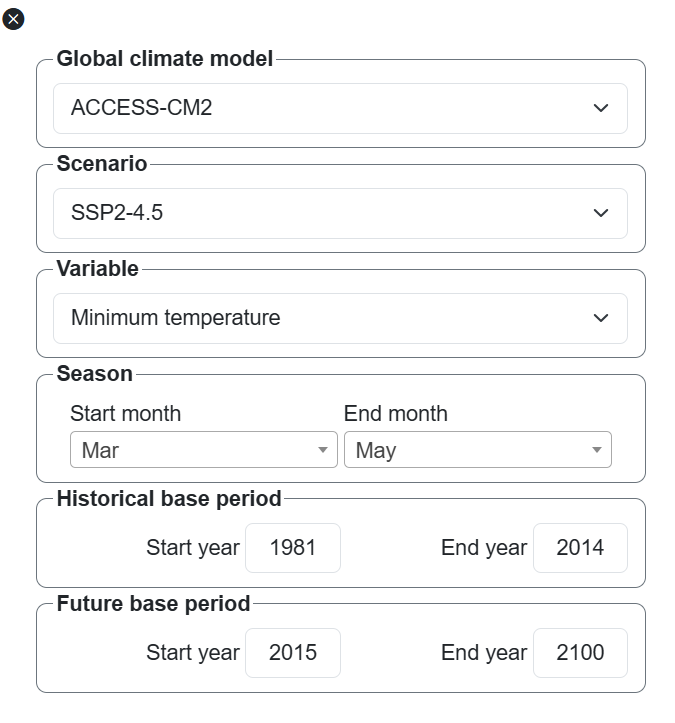 Global climate model
ACCESS-CM2
Scenario
SSP2-4.5
Variable
Minimum temperature
Season
Start month End month
Mar May
Historical base period
Start year 1981 End year 2014
Future base period
Start year 2015 End year 2100